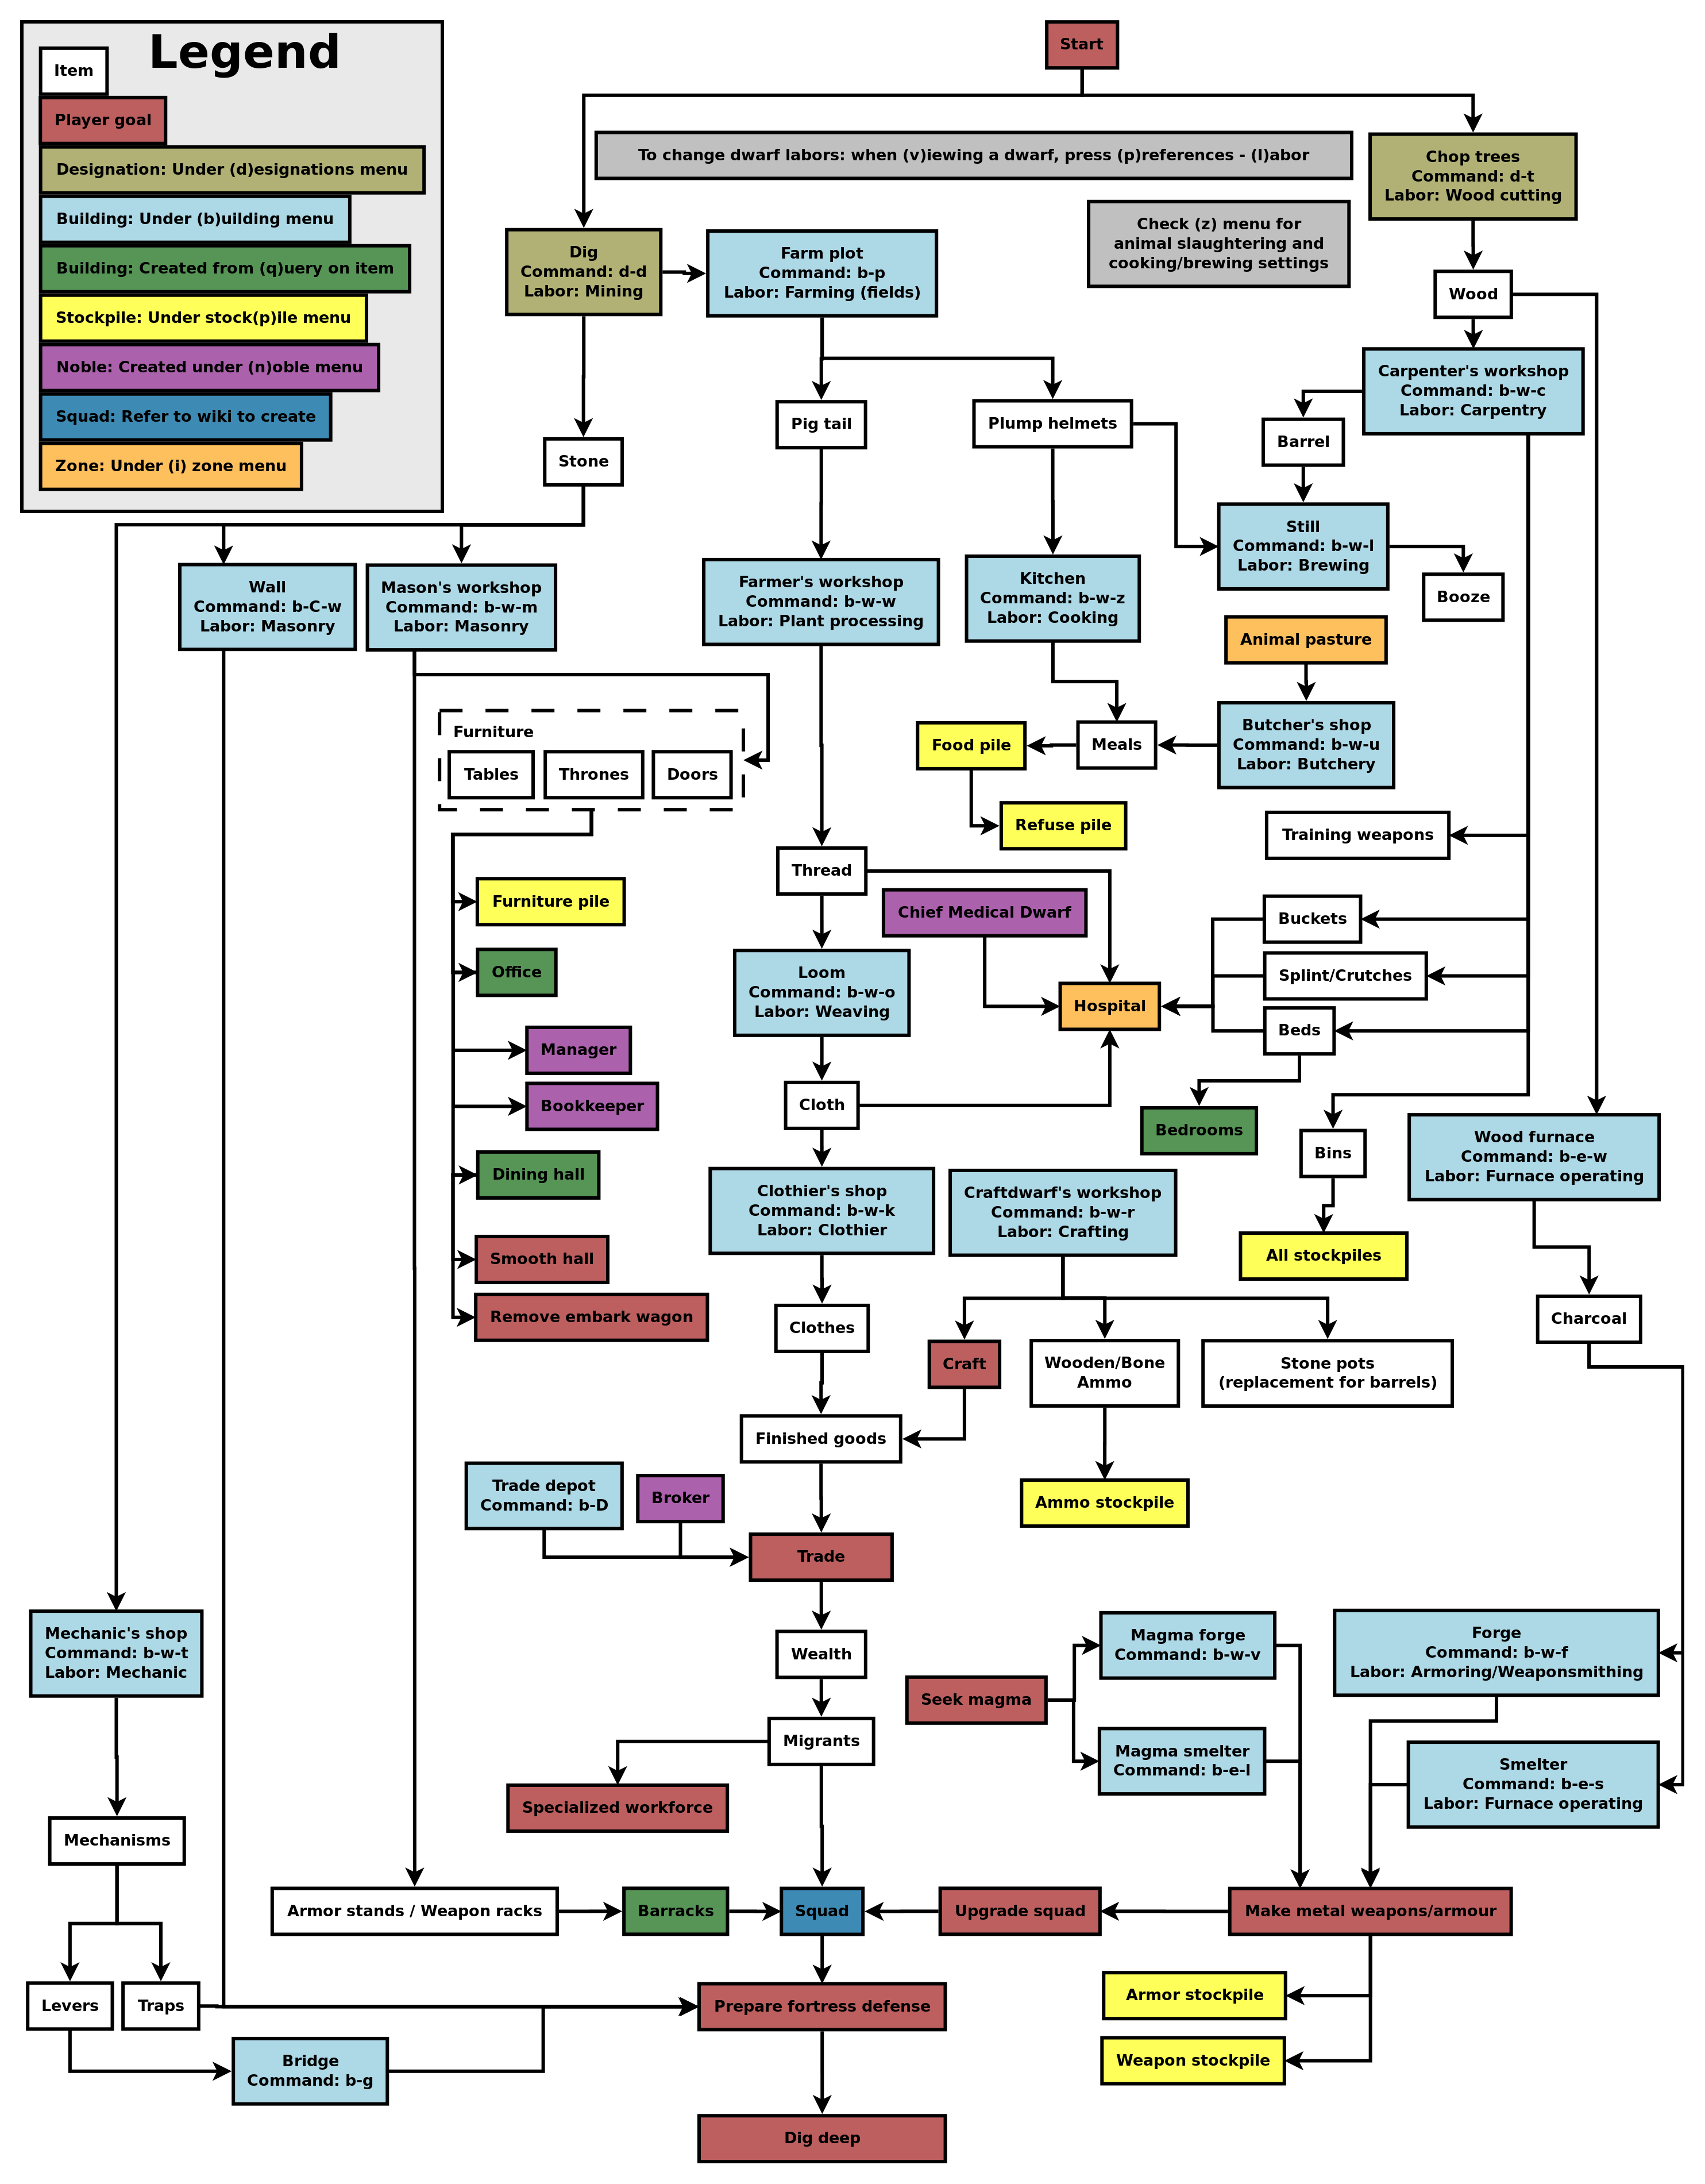 Legend
Item
Player goal
Designation: Under (d)esignations menu
Building: Under (b)uilding menu
Building: Created from (q)uery on item
Stockpile: Under stock(p)ile menu
Noble: Created under (n)oble menu
Squad: Refer to wiki to create
Zone: Under (i) zone menu
Start
To change dwarf labors: when (v)iewing a dwarf, press (p)references - (l)abor
Chop trees
Command: d-t
Labor: Wood cutting
Check (z) menu for
animal slaughtering and
cooking/brewing settings
Dig
Command: d-d
Labor: Mining
Farm plot
Command: b-p
Labor: Farming (fields)
Wood
Carpenter's workshop
Command: b-w-c
Labor: Carpentry
Pig tail
Plump helmets
Barrel
Stone
Still
Command: b-w-l
Labor: Brewing
Booze
Wall
Command: b-C-w
Labor: Masonry
Mason's workshop
Command: b-w-m
Labor: Masonry
Farmer's workshop
Command: b-w-w
Labor: Plant processing
Kitchen
Command: b-w-z
Labor: Cooking
Animal pasture
Furniture
Tables
Thrones
Doors
Food pile
Meals
Butcher's shop
Command: b-w-u
Labor: Butchery
Refuse pile
Training weapons
Thread
Furniture pile
Chief Medical Dwarf
Buckets
Office
Loom
Command: b-w-o
Labor: Weaving
Hospital
Splint/Crutches
Beds
Manager
Bookkeeper
Cloth
Bedrooms
Bins
Wood furnace
Command: b-e-w
Labor: Furnace operating
Dining hall
Clothier's shop
Command: b-w-k
Labor: Clothier
Craftdwarf's workshop
Command: b-w-r
Labor: Crafting
All stockpiles
Smooth hall
Remove embark wagon
Clothes
Charcoal
Craft
Wooden/Bone
Ammo
Stone pots
(replacement for barrels)
Finished goods
Trade depot
Command: b-D
Broker
Ammo stockpile
Trade
Mechanic's shop
Command: b-w-t
Labor: Mechanic
Wealth
Magma forge
Command: b-w-v
Forge
Command: b-w-f
Labor: Armoring/Weaponsmithing
Seek magma
Migrants
Magma smelter
Command: b-e-l
Smelter
Command: b-e-s
Labor: Furnace operating
Specialized workforce
Mechanisms
Armor stands / Weapon racks
Barracks
Squad
Upgrade squad
Make metal weapons/armour
Levers
Traps
Prepare fortress defense
Armor stockpile
Bridge
Command: b-g
Weapon stockpile
Dig deep